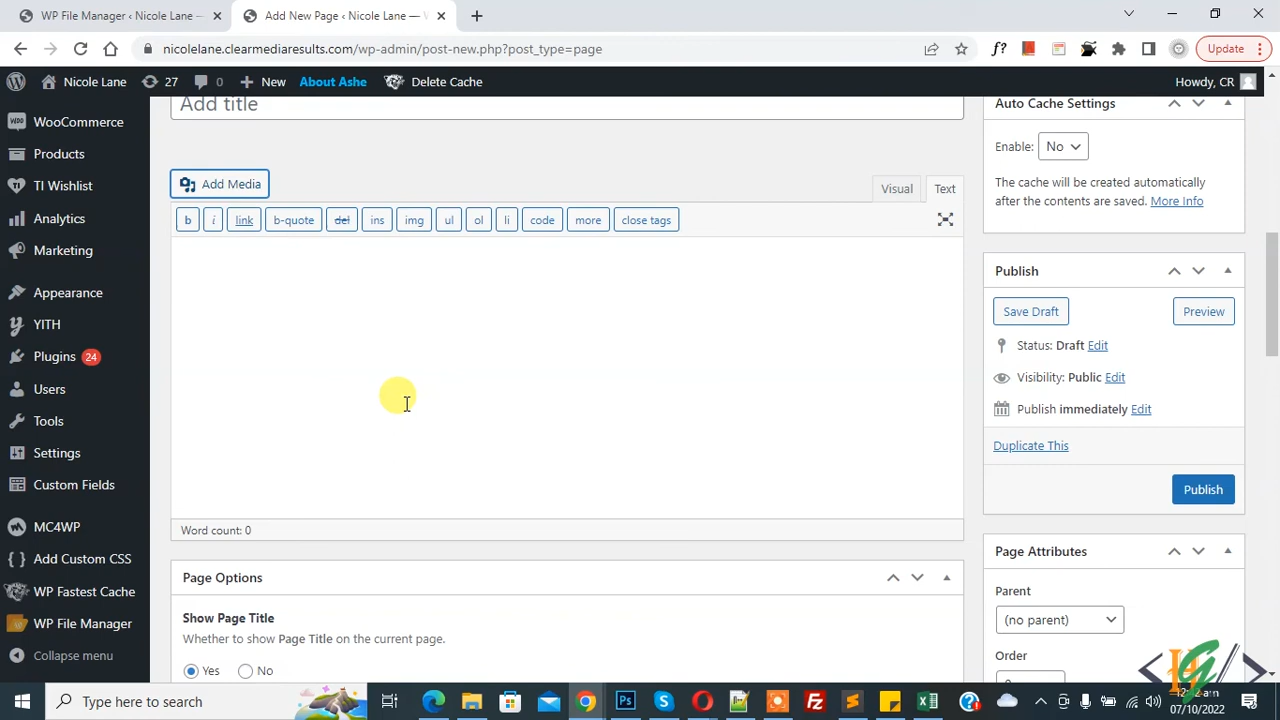 WP File Manager ‹ Nicole Lane —
Add New Page ‹ Nicole Lane —
nicolelane.clearmediaresults.com/wp-admin/post-new.php?post_type=page
f?
Update
Nicole Lane
27
0
New
About Ashe
Delete Cache
Howdy, CR
WooCommerce
Products
TI Wishlist
Analytics
Marketing
Appearance
YITH
Plugins 24
Users
Tools
Settings
Custom Fields
MC4WP
Add Custom CSS
WP Fastest Cache
WP File Manager
Collapse menu
Add title
Add Media
Visual
Text
b
i
link
b-quote
del
ins
img
ul
ol
li
code
more
close tags
Word count: 0
Page Options
Show Page Title
Whether to show Page Title on the current page.
Yes
No
Auto Cache Settings
Enable:
No
The cache will be created automatically
after the contents are saved. More Info
Publish
Save Draft
Preview
Status: Draft Edit
Visibility: Public Edit
Publish immediately Edit
Duplicate This
Publish
Page Attributes
Parent
(no parent)
Order
Type here to search
07/10/2022